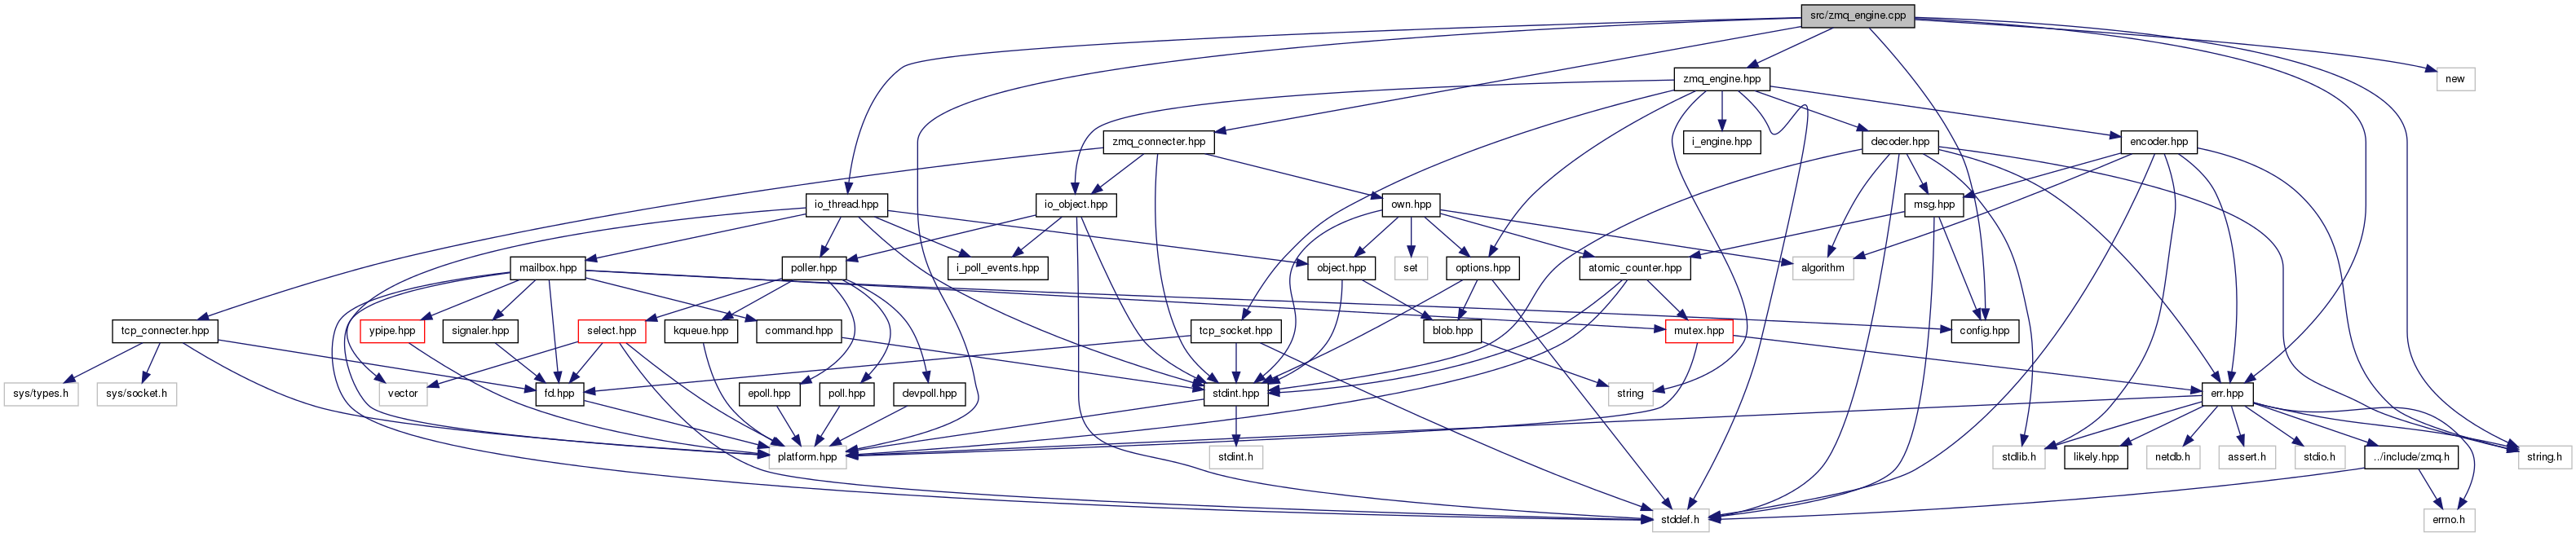 src/zmq_engine.cpp
zmq_engine.hpp
new
zmq_connecter.hpp
i_engine.hpp
decoder.hpp
encoder.hpp
io_thread.hpp
io_object.hpp
own.hpp
msg.hpp
mailbox.hpp
poller.hpp
i_poll_events.hpp
object.hpp
set
options.hpp
atomic_counter.hpp
algorithm
tcp_connecter.hpp
ypipe.hpp
signaler.hpp
select.hpp
kqueue.hpp
command.hpp
tcp_socket.hpp
blob.hpp
mutex.hpp
config.hpp
sys/types.h
sys/socket.h
vector
fd.hpp
epoll.hpp
poll.hpp
devpoll.hpp
stdint.hpp
string
err.hpp
platform.hpp
stdint.h
stdlib.h
likely.hpp
netdb.h
assert.h
stdio.h
../include/zmq.h
string.h
stddef.h
errno.h